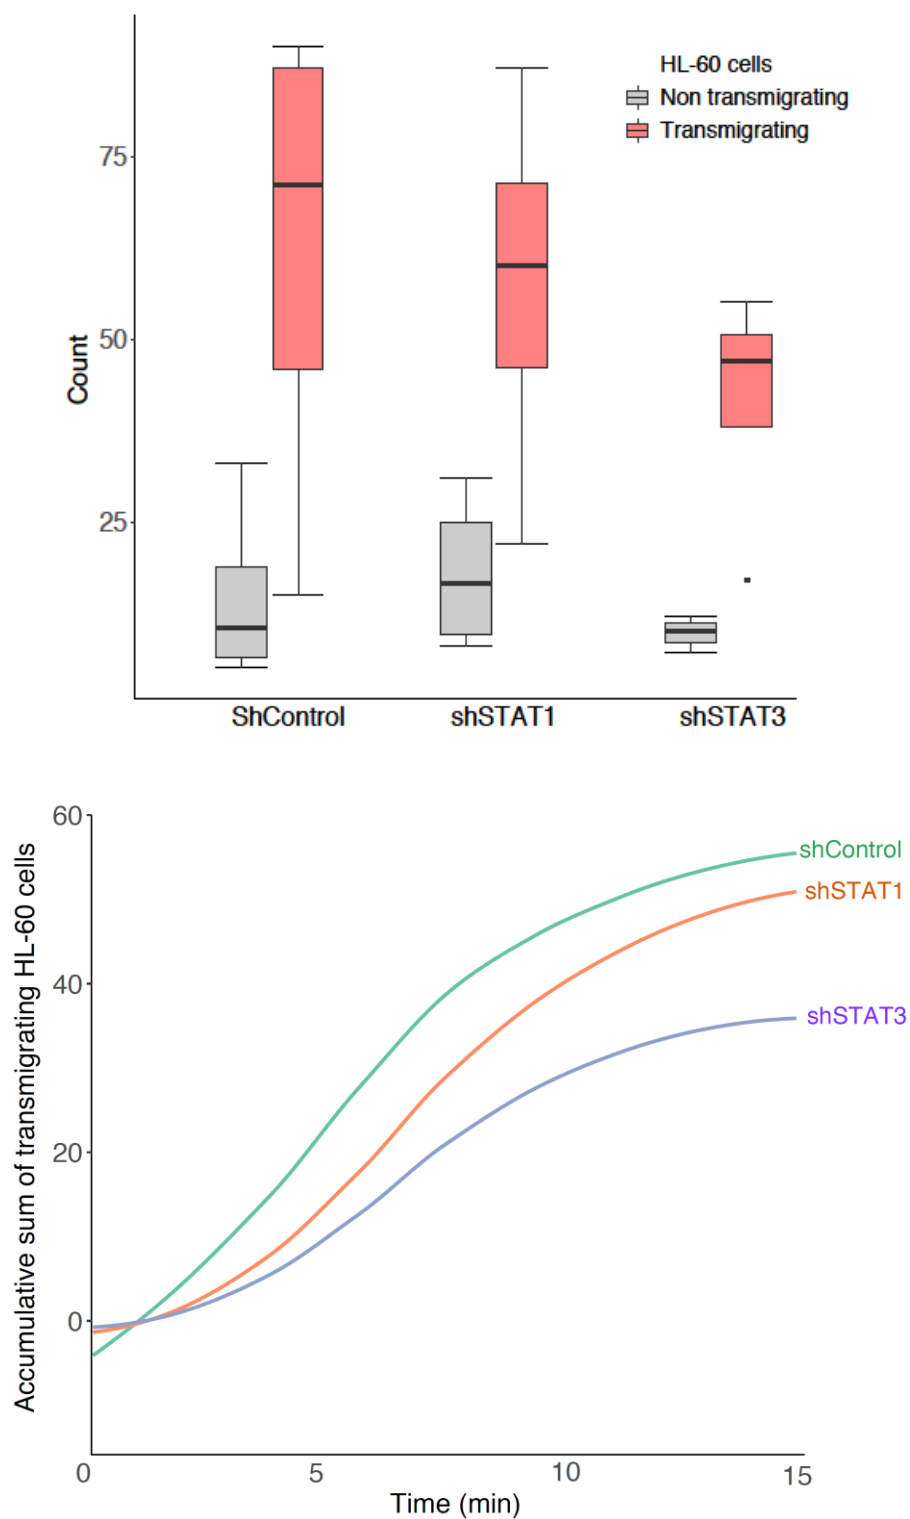 HL-60 cells
Non transmigrating
Transmigrating
75
50
25
Count
ShControl shSTAT1 shSTAT3
60
40
20
0
Accumulative sum of transmigrating HL-60 cells
shControl
shSTAT1
shSTAT3
0 5 10 15
Time (min)